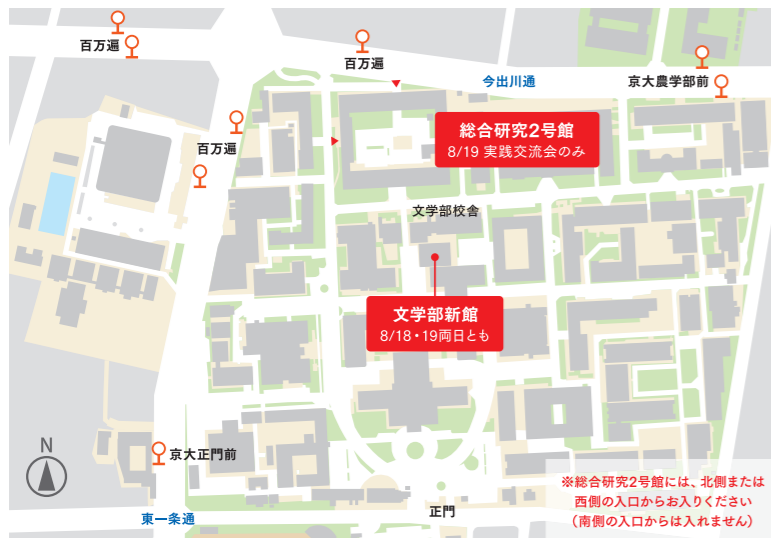 百万遍
百万遍
今出川通
京大農学部前
百万遍
総合研究2号館
8/19 実践交流会のみ
文学部校舎
文学部新館
8/18・19両日とも
N
京大正門前
※総合研究2号館には、北側または
西側の入口からお入りください
（南側の入口からは入れません）
正門
東一条通